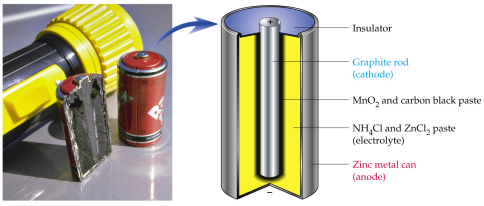 +
Insulator
Graphite rod
(cathode)
MnO₂ and carbon black paste
NH₄Cl and ZnCl₂ paste
(electrolyte)
Zinc metal can
(anode)
−